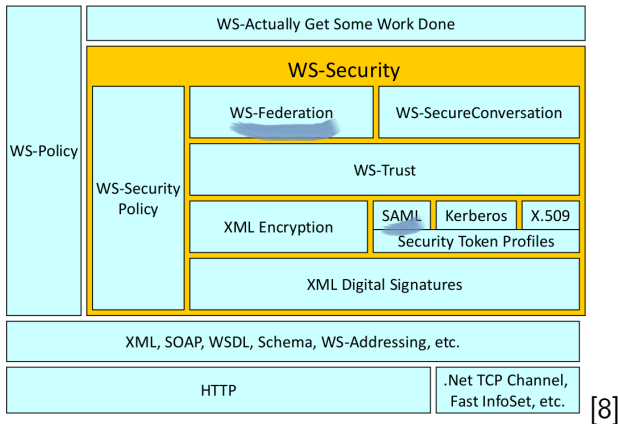 WS-Actually Get Some Work Done
WS-Security
WS-Policy
WS-Security
Policy
WS-Federation
WS-SecureConversation
WS-Trust
XML Encryption
SAML
Kerberos
X.509
Security Token Profiles
XML Digital Signatures
XML, SOAP, WSDL, Schema, WS-Addressing, etc.
HTTP
.Net TCP Channel,
Fast InfoSet, etc.
[8]